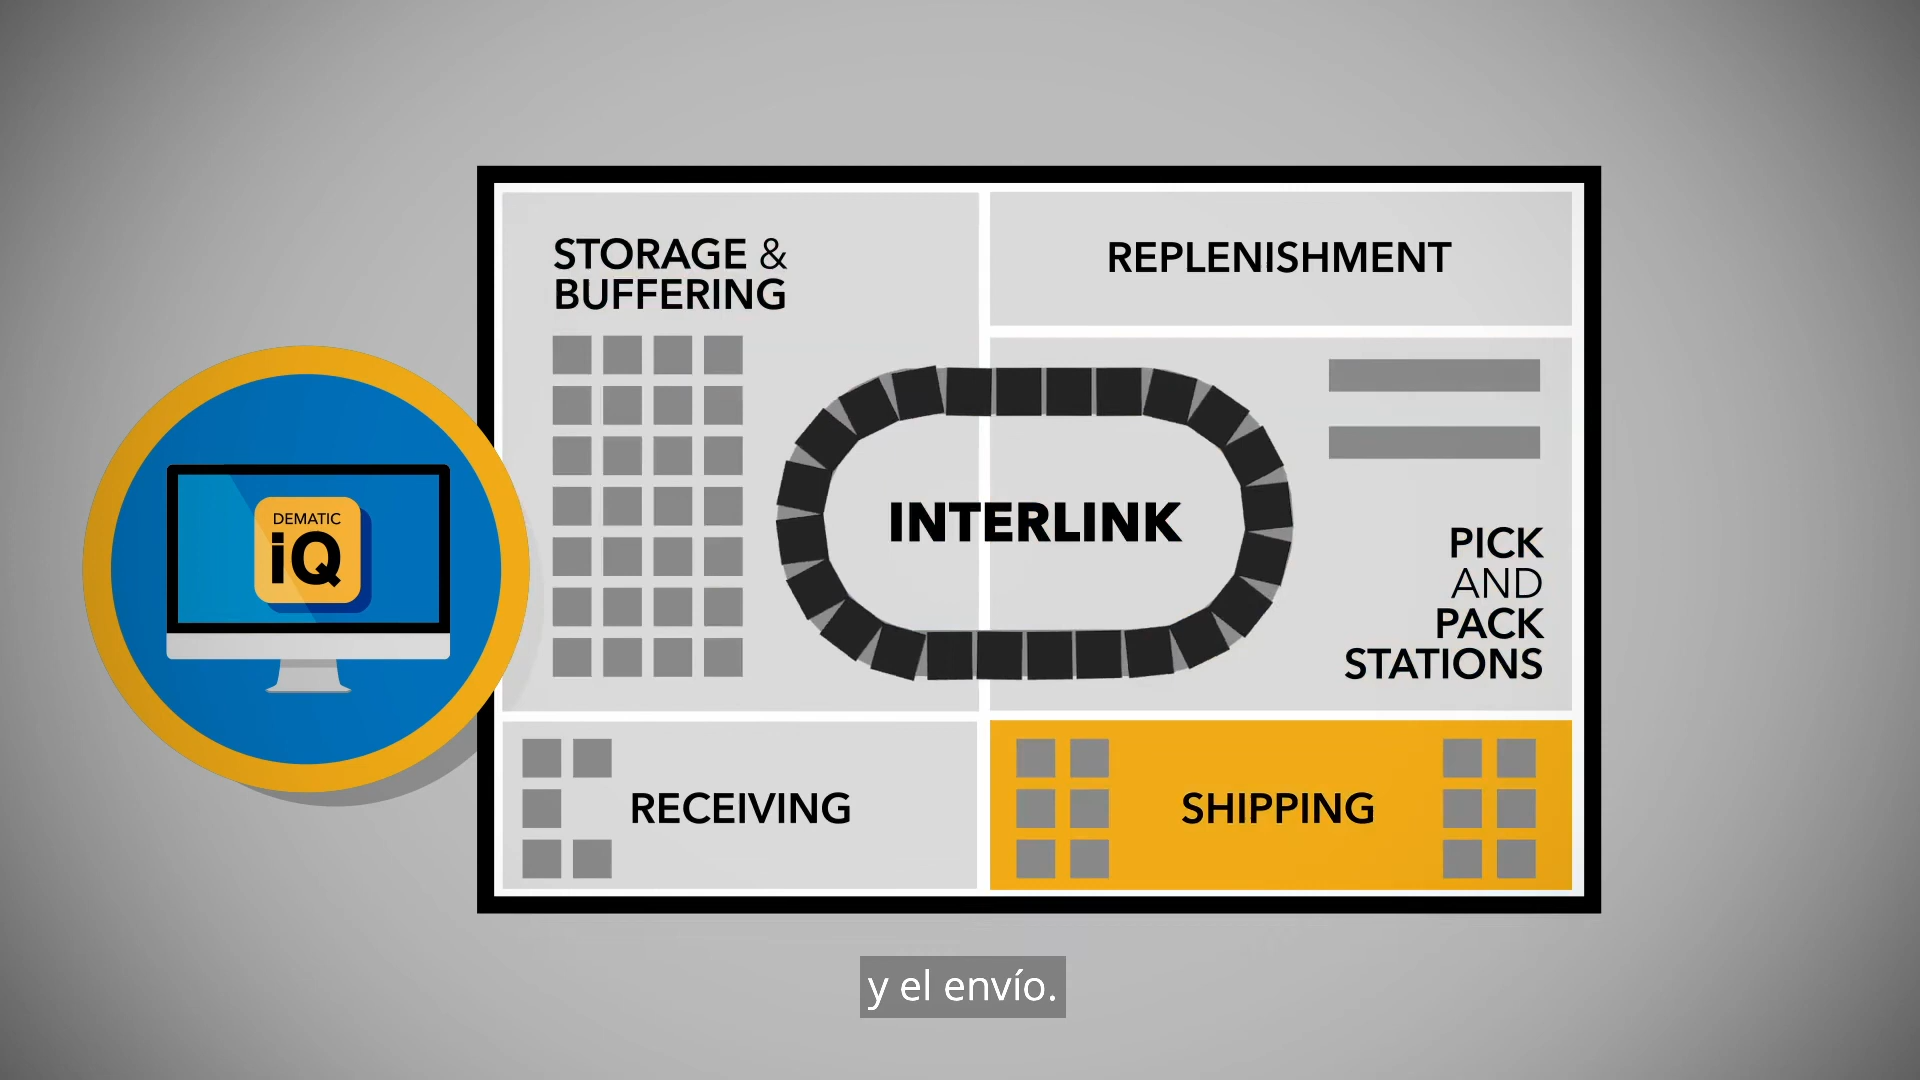 STORAGE &
BUFFERING
REPLENISHMENT
DEMATIC
iQ
INTERLINK
PICK
AND
PACK
STATIONS
RECEIVING
SHIPPING
y el envío.